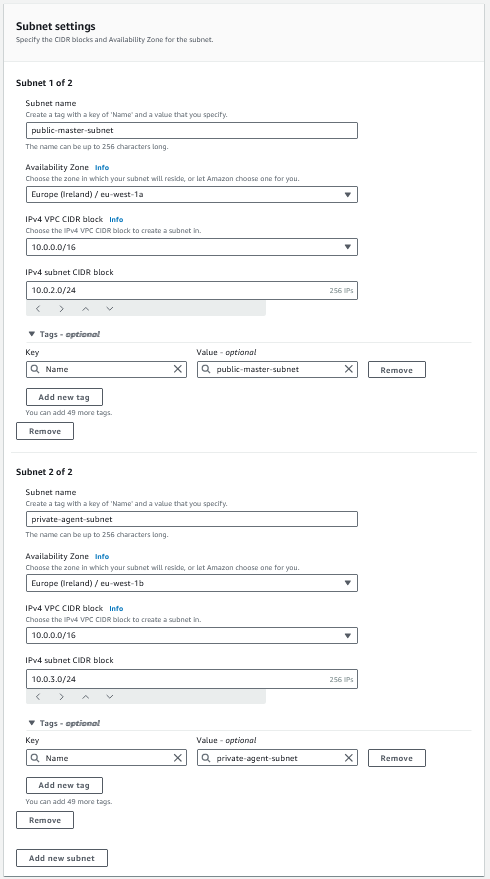 Subnet settings
Specify the CIDR blocks and Availability Zone for the subnet.
Subnet 1 of 2
Subnet name
Create a tag with a key of 'Name' and a value that you specify.
public-master-subnet
The name can be up to 256 characters long.
Availability Zone Info
Choose the zone in which your subnet will reside, or let Amazon choose one for you.
Europe (Ireland) / eu-west-1a
IPv4 VPC CIDR block Info
Choose the IPv4 VPC CIDR block to create a subnet in.
10.0.0.0/16
IPv4 subnet CIDR block
10.0.2.0/24 256 IPs
Tags - optional
Key Value - optional
Name public-master-subnet Remove
Add new tag
You can add 49 more tags.
Remove
Subnet 2 of 2
Subnet name
Create a tag with a key of 'Name' and a value that you specify.
private-agent-subnet
The name can be up to 256 characters long.
Availability Zone Info
Choose the zone in which your subnet will reside, or let Amazon choose one for you.
Europe (Ireland) / eu-west-1b
IPv4 VPC CIDR block Info
Choose the IPv4 VPC CIDR block to create a subnet in.
10.0.0.0/16
IPv4 subnet CIDR block
10.0.3.0/24 256 IPs
Tags - optional
Key Value - optional
Name private-agent-subnet Remove
Add new tag
You can add 49 more tags.
Remove
Add new subnet